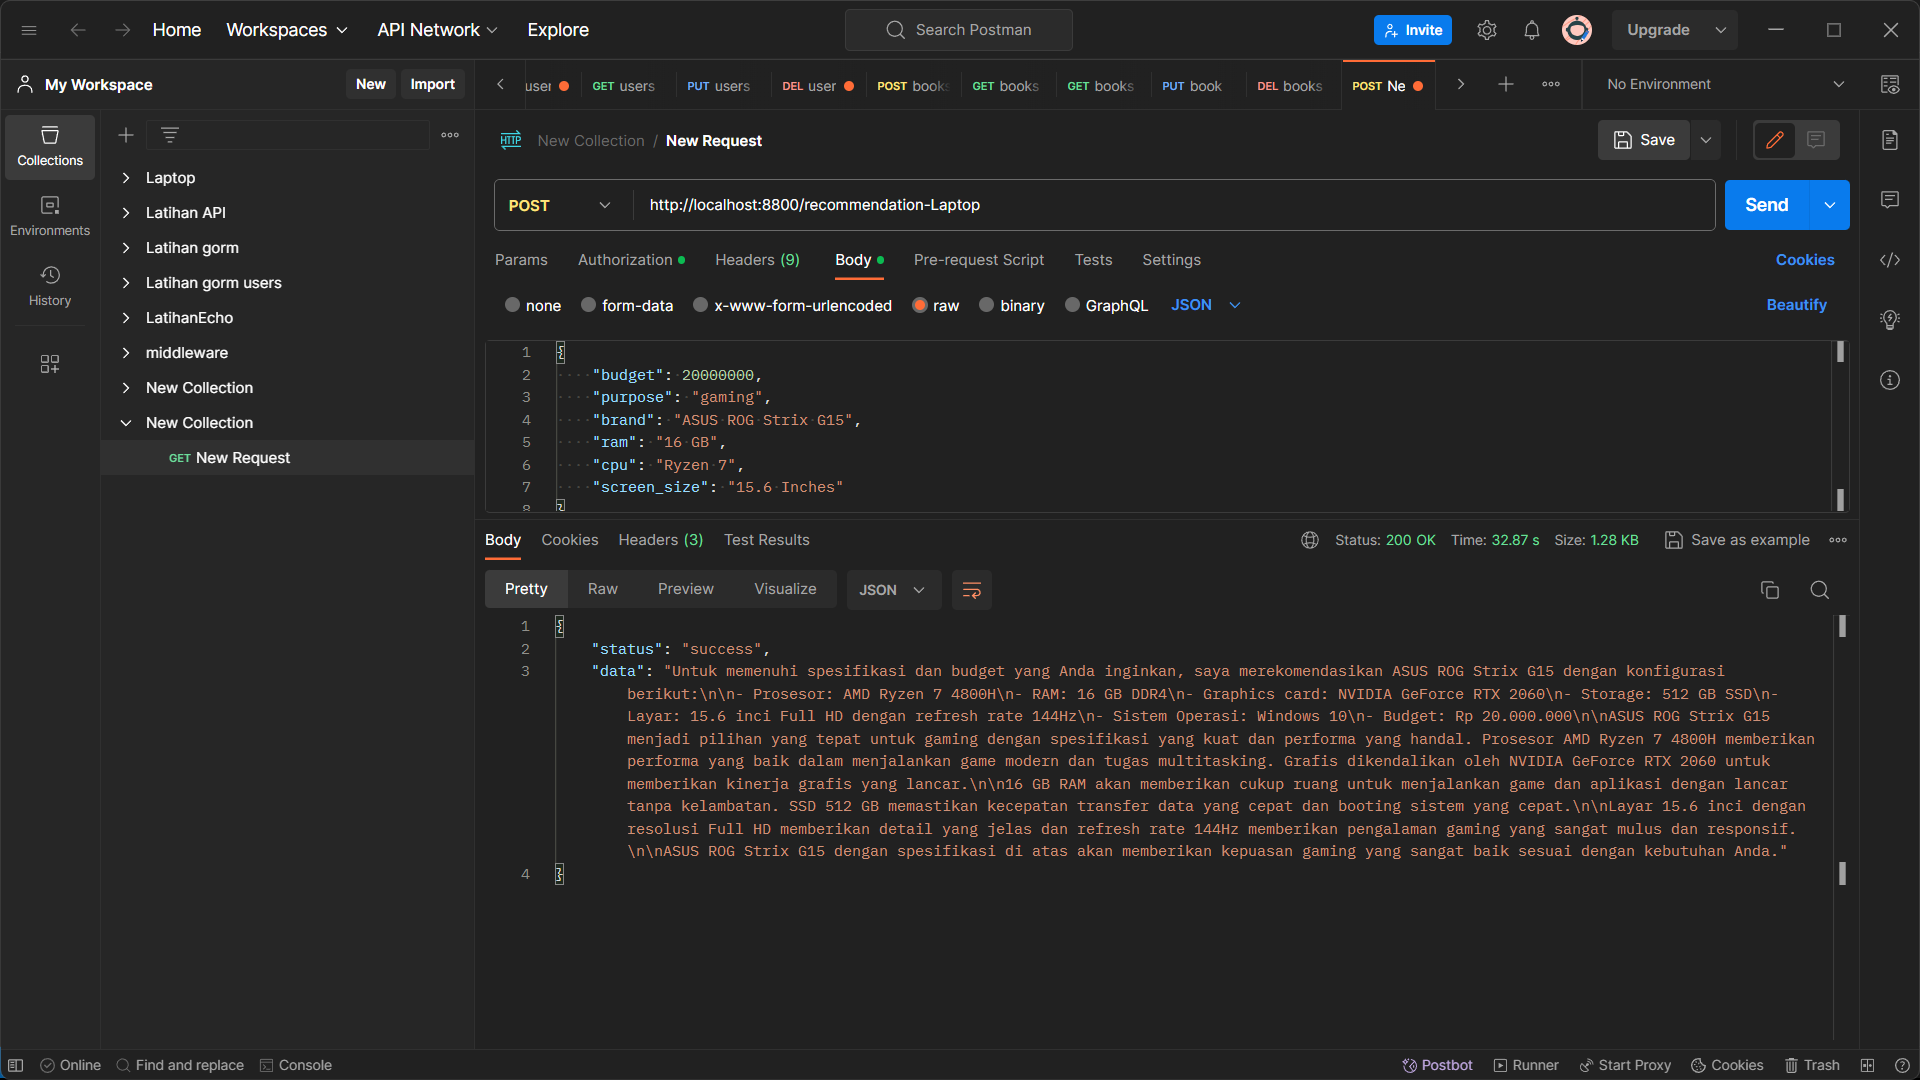 Home Workspaces API Network Explore Search Postman Invite Upgrade
My Workspace New Import user GET users PUT users DEL user POST books GET books GET books PUT book DEL books POST Ne No Environment
Collections
Environments
History
Laptop
Latihan API
Latihan gorm
Latihan gorm users
LatihanEcho
middleware
New Collection
New Collection
GET New Request
HTTP New Collection / New Request Save
POST http://localhost:8800/recommendation-Laptop Send
Params Authorization Headers (9) Body Pre-request Script Tests Settings Cookies
none form-data x-www-form-urlencoded raw binary GraphQL JSON Beautify
1 {
2 "budget": 20000000,
3 "purpose": "gaming",
4 "brand": "ASUS ROG Strix G15",
5 "ram": "16 GB",
6 "cpu": "Ryzen 7",
7 "screen_size": "15.6 Inches"
8 }
Body Cookies Headers (3) Test Results Status: 200 OK Time: 32.87 s Size: 1.28 KB Save as example
Pretty Raw Preview Visualize JSON
1 {
2 "status": "success",
3 "data": "Untuk memenuhi spesifikasi dan budget yang Anda inginkan, saya merekomendasikan ASUS ROG Strix G15 dengan konfigurasi
berikut:\n\n- Prosesor: AMD Ryzen 7 4800H\n- RAM: 16 GB DDR4\n- Graphics card: NVIDIA GeForce RTX 2060\n- Storage: 512 GB SSD\n-
Layar: 15.6 inci Full HD dengan refresh rate 144Hz\n- Sistem Operasi: Windows 10\n- Budget: Rp 20.000.000\n\nASUS ROG Strix G15
menjadi pilihan yang tepat untuk gaming dengan spesifikasi yang kuat dan performa yang handal. Prosesor AMD Ryzen 7 4800H memberikan
performa yang baik dalam menjalankan game modern dan tugas multitasking. Grafis dikendalikan oleh NVIDIA GeForce RTX 2060 untuk
memberikan kinerja grafis yang lancar.\n\n16 GB RAM akan memberikan cukup ruang untuk menjalankan game dan aplikasi dengan lancar
tanpa kelambatan. SSD 512 GB memastikan kecepatan transfer data yang cepat dan booting sistem yang cepat.\n\nLayar 15.6 inci dengan
resolusi Full HD memberikan detail yang jelas dan refresh rate 144Hz memberikan pengalaman gaming yang sangat mulus dan responsif.
\n\nASUS ROG Strix G15 dengan spesifikasi di atas akan memberikan kepuasan gaming yang sangat baik sesuai dengan kebutuhan Anda."
4 }
Online Find and replace Console Postbot Runner Start Proxy Cookies Trash